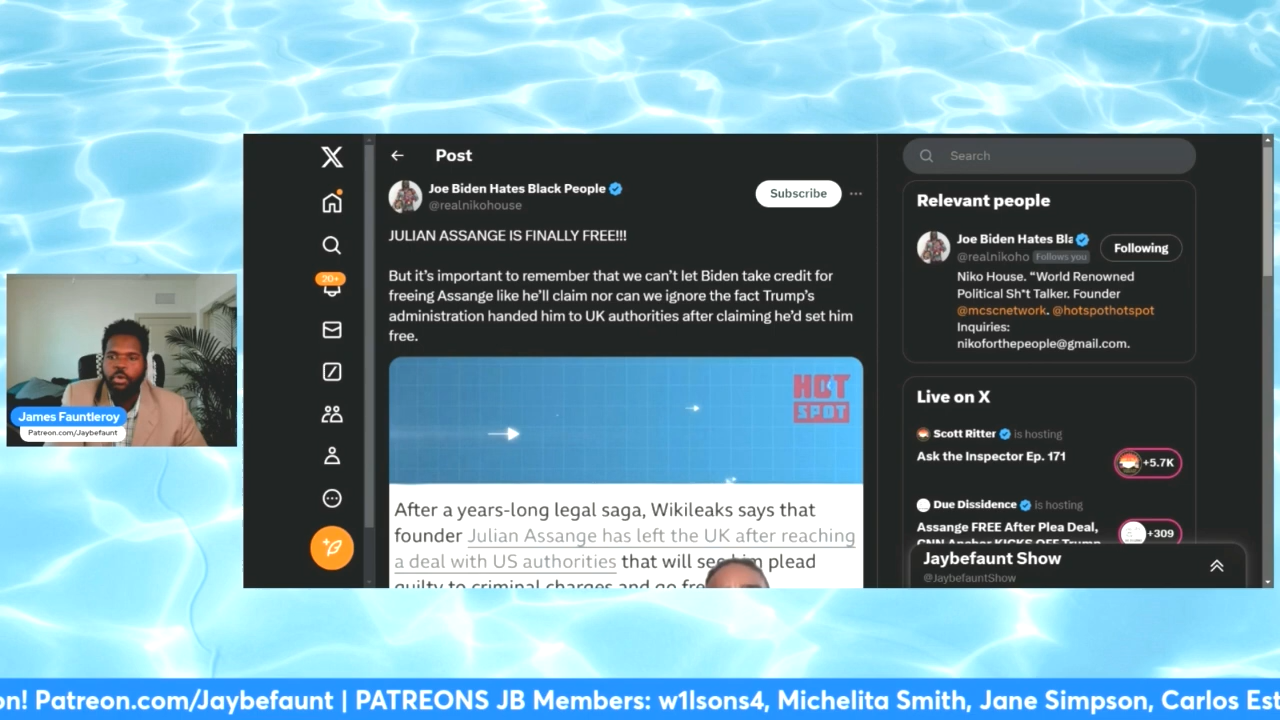 James Fauntleroy
Patreon.com/Jaybefaunt
20+
Post
Joe Biden Hates Black People
@realnikohouse
Subscribe
JULIAN ASSANGE IS FINALLY FREE!!!
But it’s important to remember that we can’t let Biden take credit for
freeing Assange like he’ll claim nor can we ignore the fact Trump’s
administration handed him to UK authorities after claiming he’d set him
free.
HOT
SPOT
After a years-long legal saga, Wikileaks says that
founder Julian Assange has left the UK after reaching
a deal with US authorities that will see him plead
guilty to criminal charges and go fre
Search
Relevant people
Joe Biden Hates Bla
@realnikoho Follows you
Following
Niko House. “World Renowned
Political Sh*t Talker. Founder
@mcscnetwork. @hotspothotspot
Inquiries:
nikoforthepeople@gmail.com.
Live on X
Scott Ritter is hosting
Ask the Inspector Ep. 171
+5.7K
Due Dissidence is hosting
Assange FREE After Plea Deal,
CNN Anchor KICKS OFF Trump
+309
Jaybefaunt Show
@JaybefauntShow
on! Patreon.com/Jaybefaunt | PATREONS JB Members: w1lsons4, Michelita Smith, Jane Simpson, Carlos Est